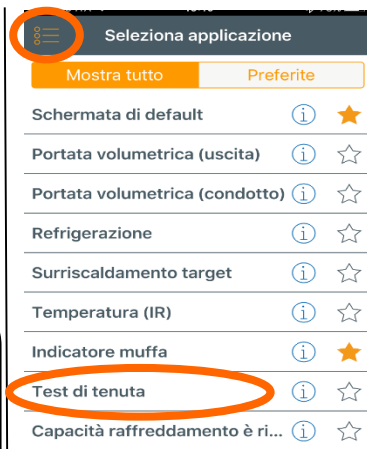 Seleziona applicazione
Mostra tutto Preferite
Schermata di default
Portata volumetrica (uscita)
Portata volumetrica (condotto)
Refrigerazione
Surriscaldamento target
Temperatura (IR)
Indicatore muffa
Test di tenuta
Capacità raffreddamento è ri...